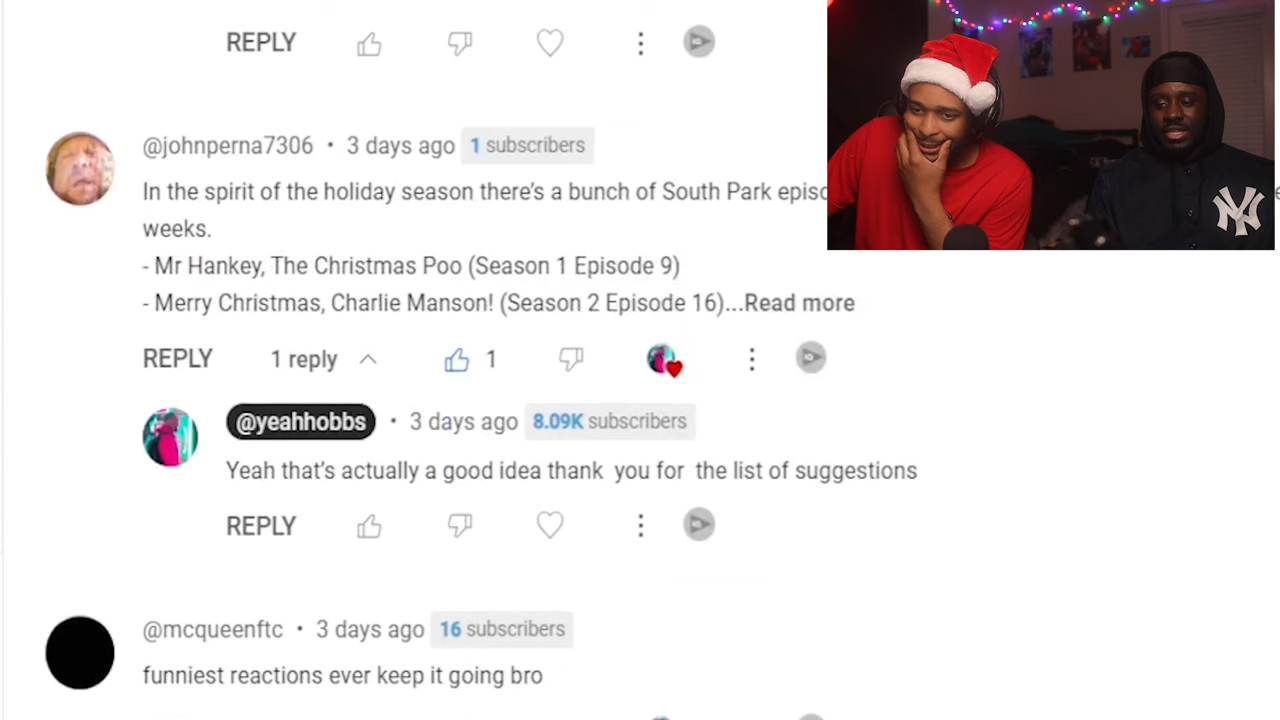 REPLY
@johnperna7306 • 3 days ago 1 subscribers
In the spirit of the holiday season there's a bunch of South Park
weeks.
- Mr Hankey, The Christmas Poo (Season 1 Episode 9)
- Merry Christmas, Charlie Manson! (Season 2 Episode 16)...Read more
REPLY 1 reply 1
@yeahhobbs • 3 days ago 8.09K subscribers
Yeah that's actually a good idea thank you for the list of suggestions
REPLY
@mcqueenftc • 3 days ago 16 subscribers
funniest reactions ever keep it going bro
NY